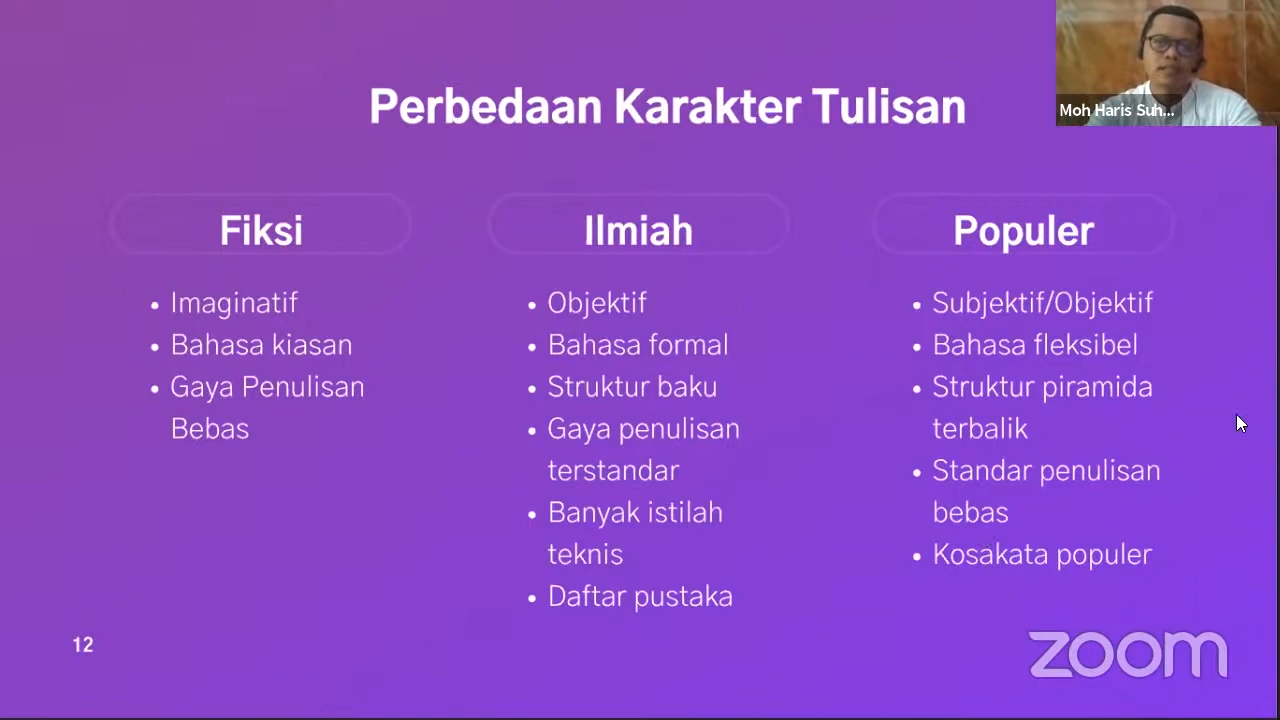 Perbedaan Karakter Tulisan
Moh Haris Suh...
Fiksi
• Imaginatif
• Bahasa kiasan
• Gaya Penulisan
Bebas
Ilmiah
• Objektif
• Bahasa formal
• Struktur baku
• Gaya penulisan
terstandar
• Banyak istilah
teknis
• Daftar pustaka
Populer
• Subjektif/Objektif
• Bahasa fleksibel
• Struktur piramida
terbalik
• Standar penulisan
bebas
• Kosakata populer
12
zoom